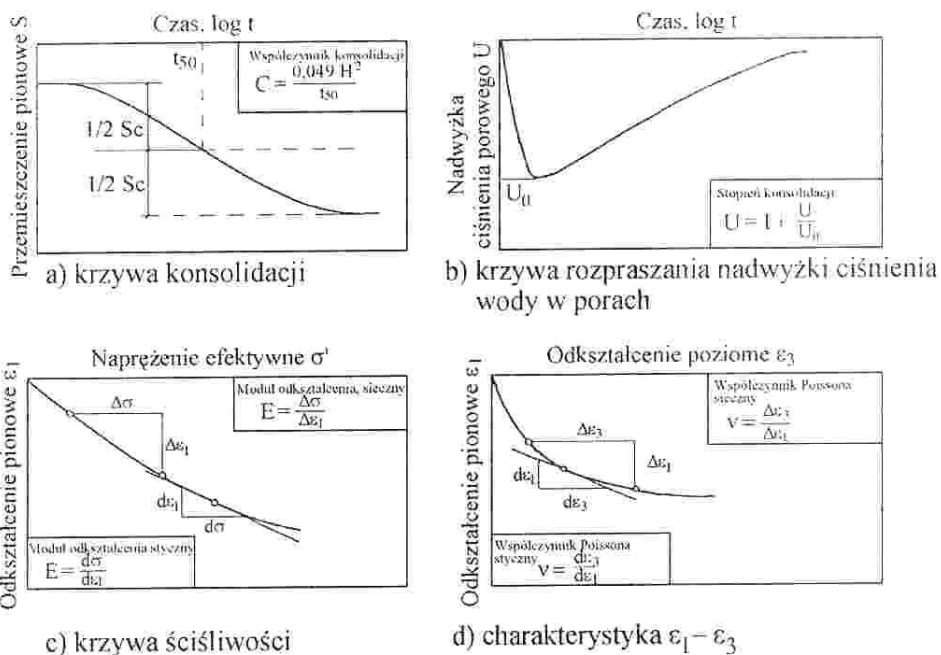 Czas, log t
Przemieszczenie pionowe S
t50
Współczynnik konsolidacji
C = 0,049 H² / t50
1/2 Sc
1/2 Sc
a) krzywa konsolidacji
Czas, log t
Nadwyżka
ciśnienia porowego U
U0
Stopień konsolidacji
U = 1 + U / U0
b) krzywa rozpraszania nadwyżki ciśnienia
wody w porach
Naprężenie efektywne σ'
Odkształcenie pionowe ε1
Moduł odkształcenia, sieczny
E = Δσ / Δε1
Δσ
Δε1
dε1
dσ
Moduł odkształcenia styczny
E = dσ / dε1
c) krzywa ściśliwości
Odkształcenie poziome ε3
Odkształcenie pionowe ε1
Współczynnik Poissona
sieczny
ν = Δε3 / Δε1
Δε3
Δε1
dε1
dε3
Współczynnik Poissona
styczny
ν = dε3 / dε1
d) charakterystyka ε1 – ε3